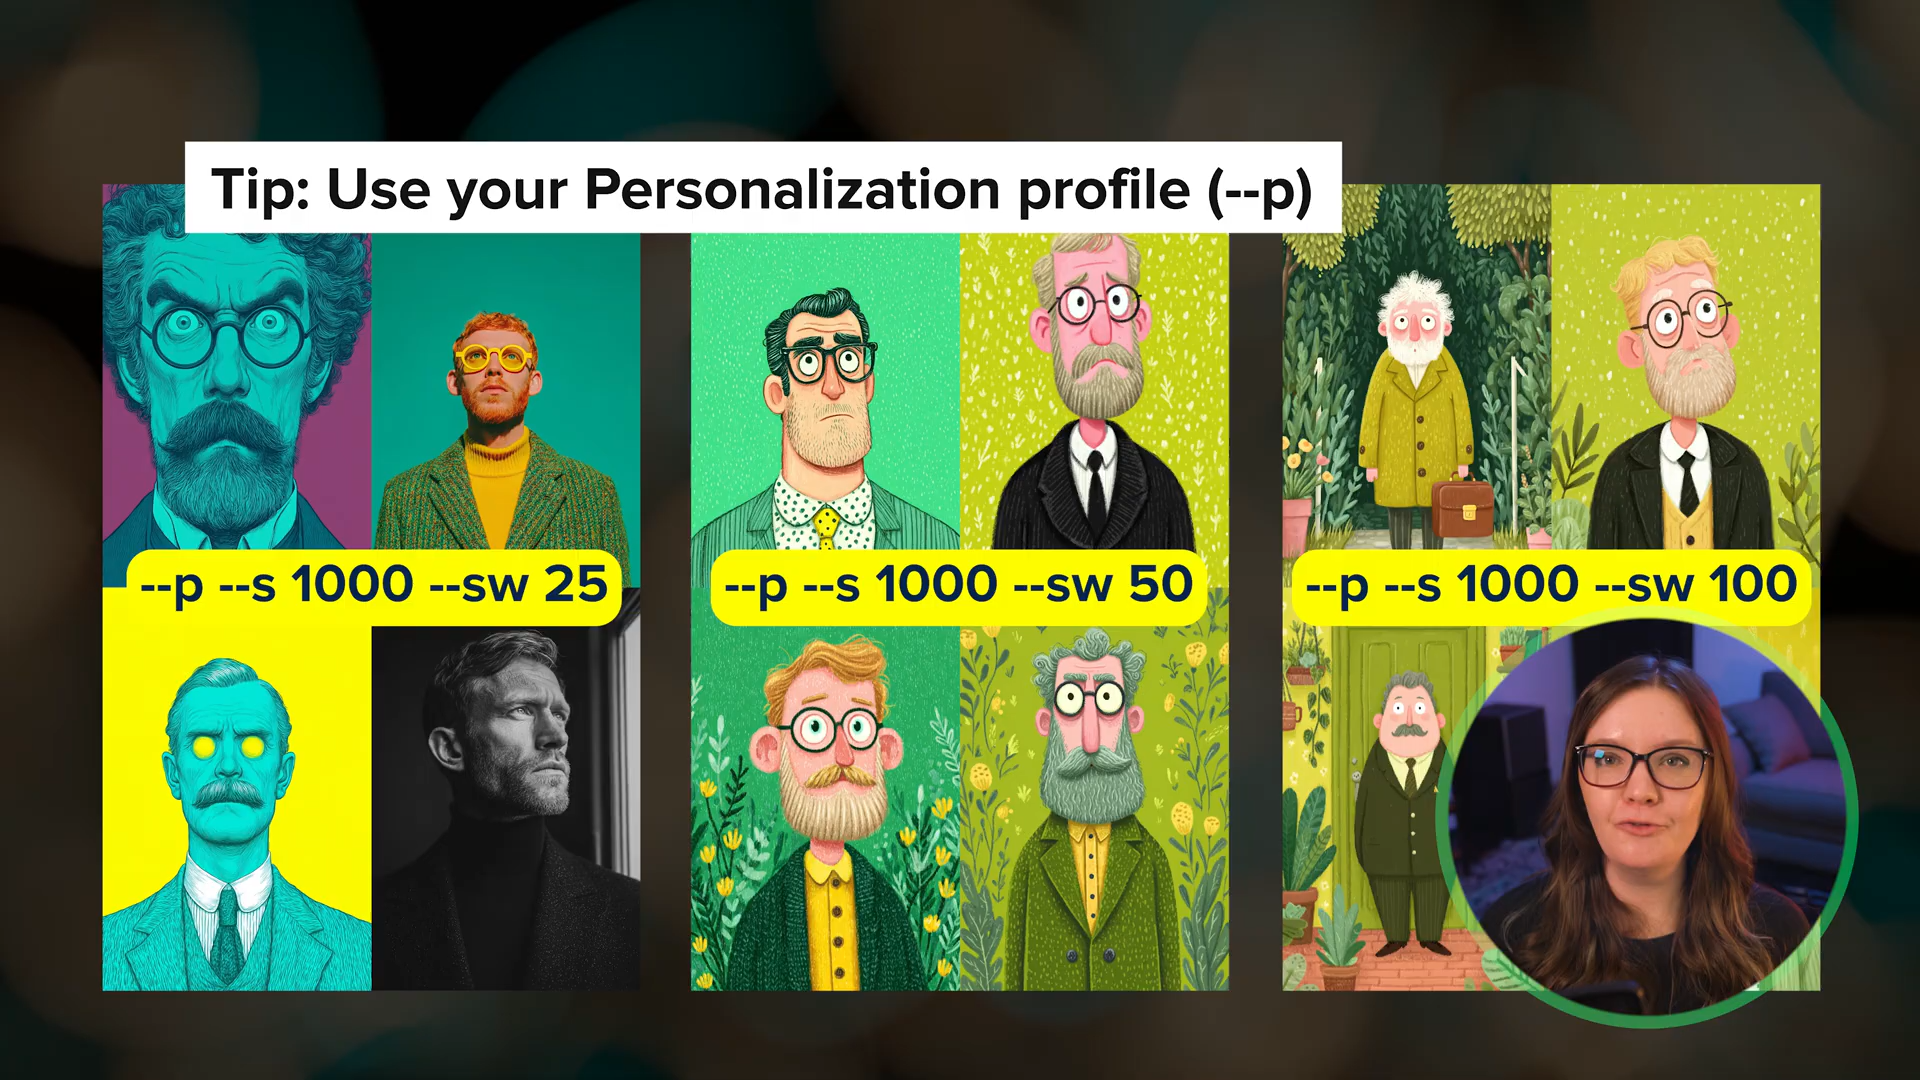 Tip: Use your Personalization profile (--p)
--p --s 1000 --sw 25
--p --s 1000 --sw 50
--p --s 1000 --sw 100